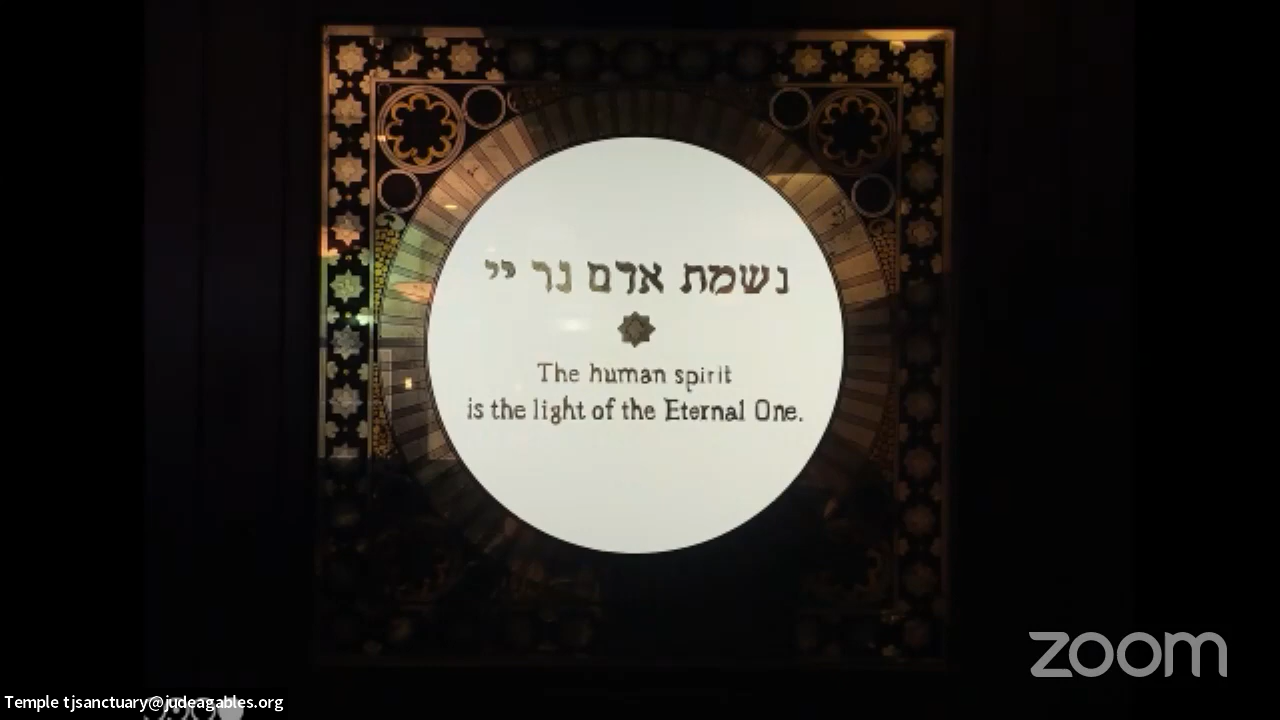 נשמת אדם נר יי
The human spirit
is the light of the Eternal One.
zoom
Temple tjsanctuary@judeagables.org